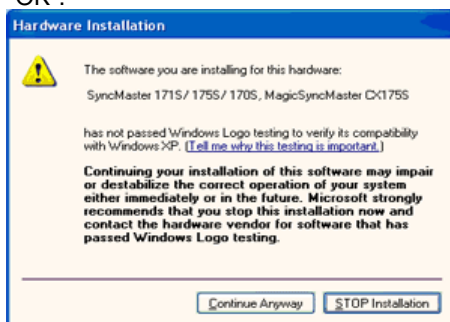 OK .
Hardware Installation
The software you are installing for this hardware:
SyncMaster 171S/ 175S/ 170S, MagicSyncMaster CX175S
has not passed Windows Logo testing to verify its compatibility
with Windows XP. (Tell me why this testing is important.)
Continuing your installation of this software may impair
or destabilize the correct operation of your system
either immediately or in the future. Microsoft strongly
recommends that you stop this installation now and
contact the hardware vendor for software that has
passed Windows Logo testing.
Continue Anyway STOP Installation